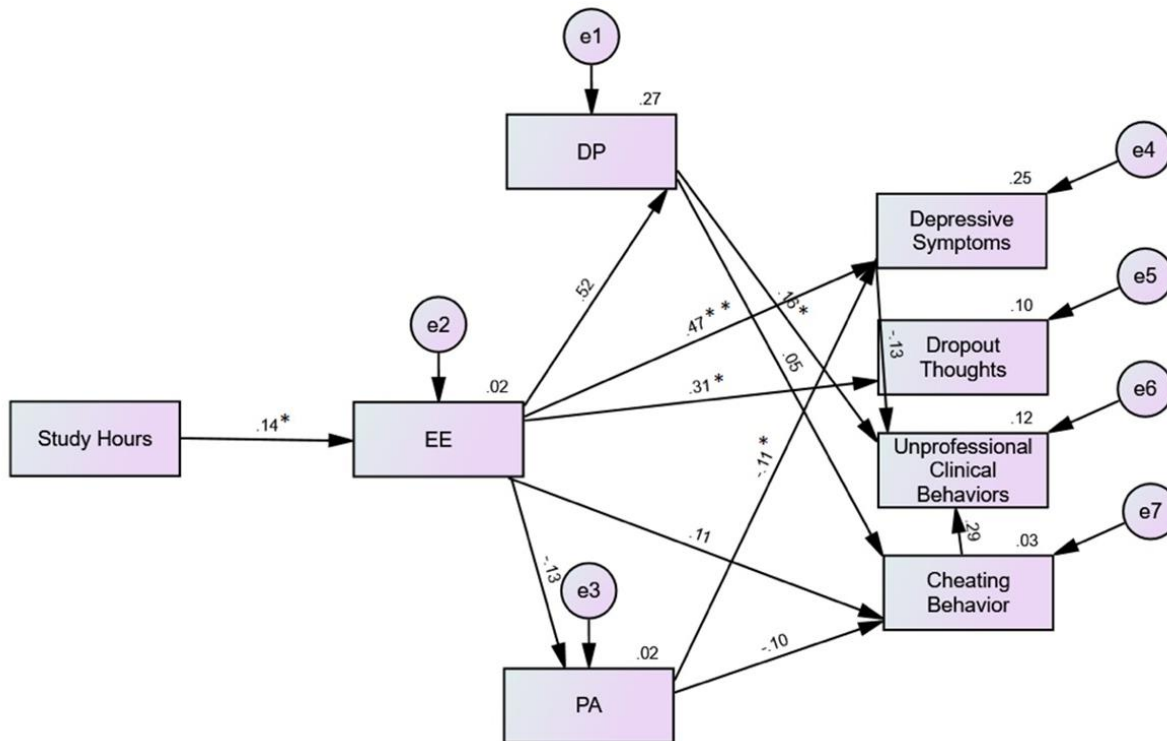 e1
.27
DP
e4
.25
Depressive
Symptoms
e5
.10
Dropout
Thoughts
e2
.52
.47**
.16*
.05
-.13
.31*
.02
Study Hours
.14*
EE
e6
.12
Unprofessional
Clinical
Behaviors
-.11*
e7
.29
.03
Cheating
Behavior
.11
-.13
e3
-.10
.02
PA